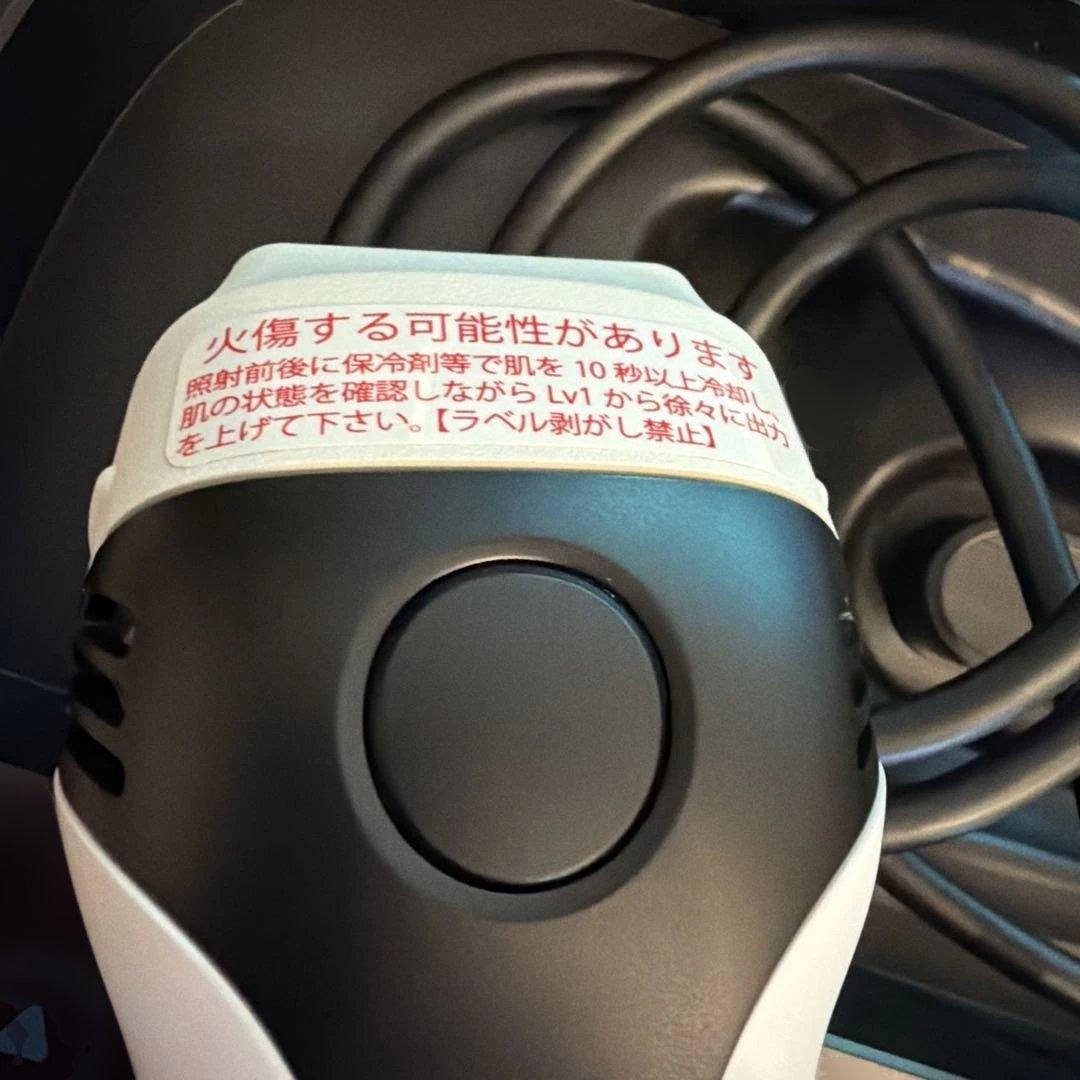 火傷する可能性があります
照射前後に保冷剤等で肌を 10 秒以上冷却し、
肌の状態を確認しながら Lv1 から徐々に出力
を上げて下さい。【ラベル剥がし禁止】